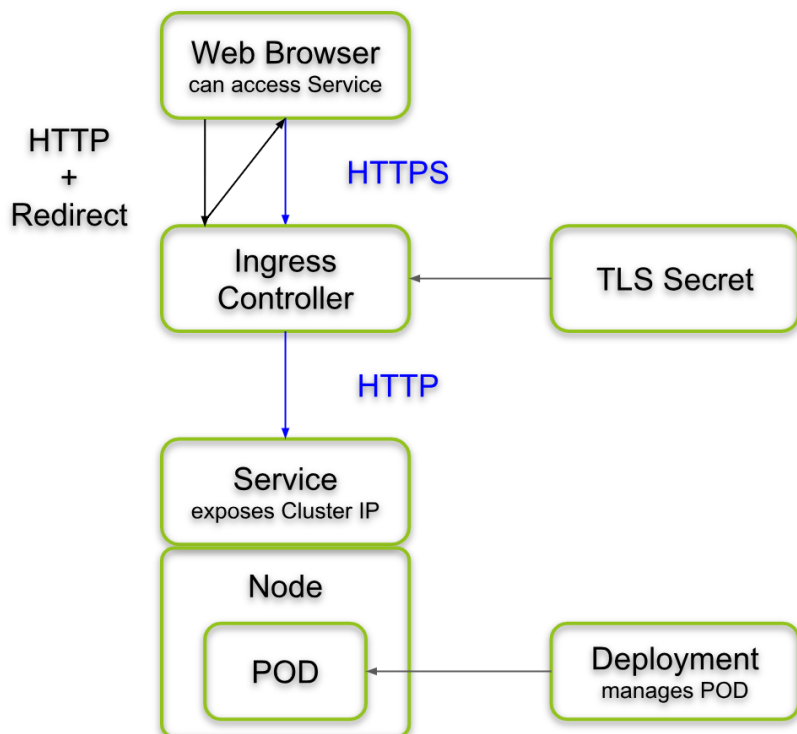 Web Browser
can access Service
HTTP
+
Redirect
HTTPS
Ingress
Controller
TLS Secret
HTTP
Service
exposes Cluster IP
Node
POD
Deployment
manages POD